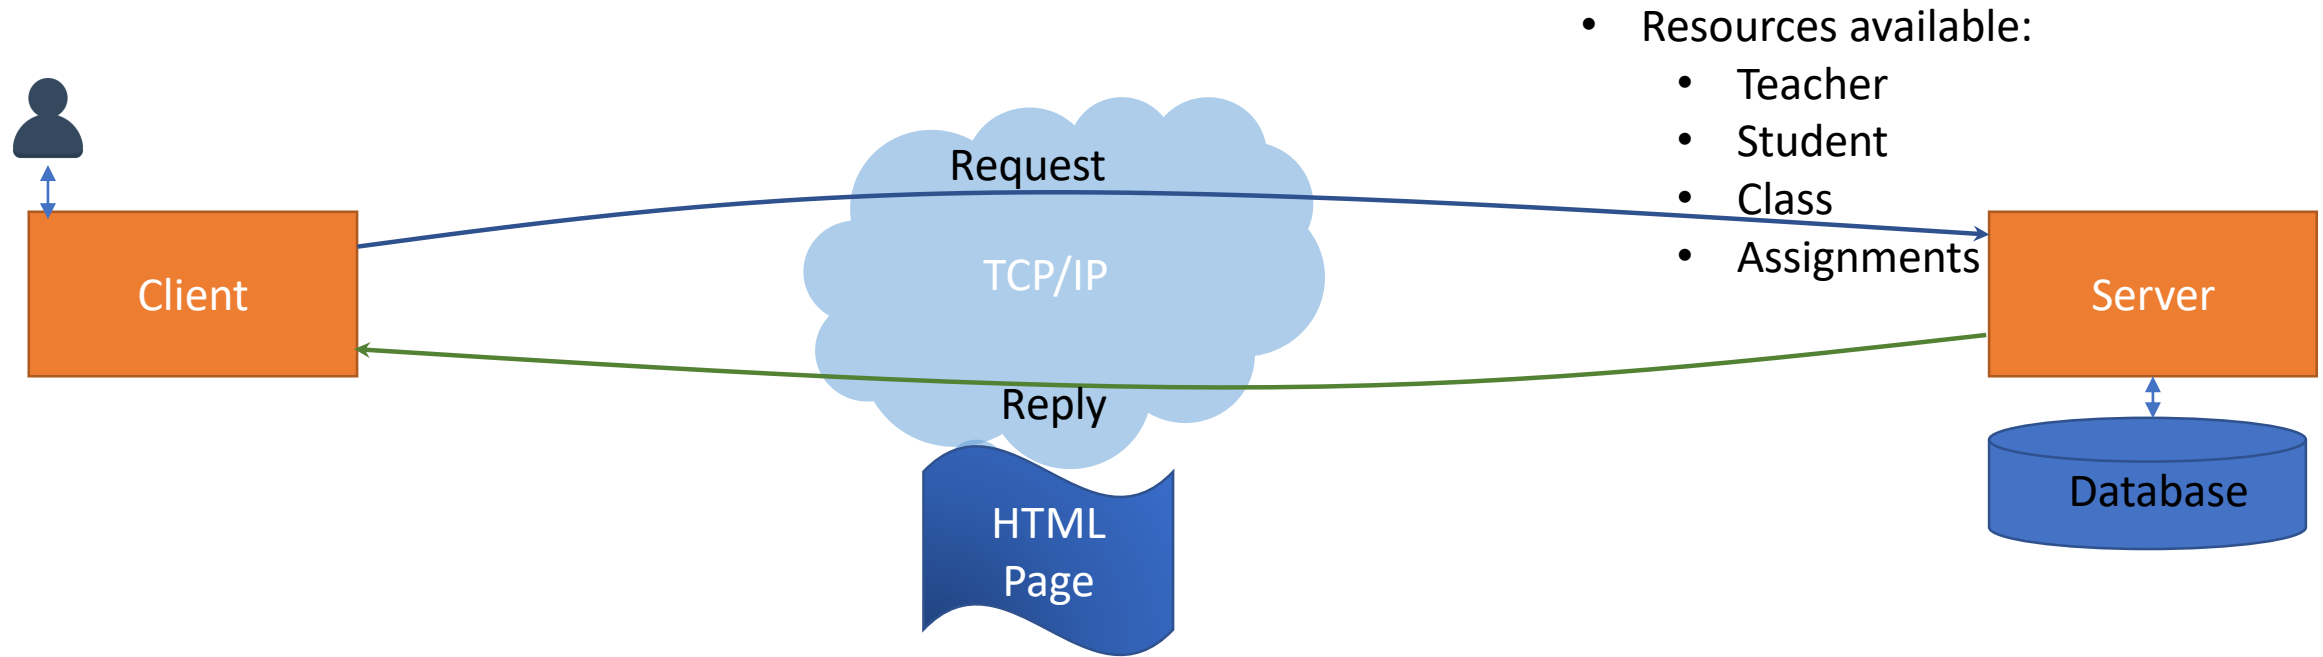 • Resources available:
• Teacher
• Student
• Class
• Assignments
Request
TCP/IP
Client
Server
Reply
Database
HTML
Page